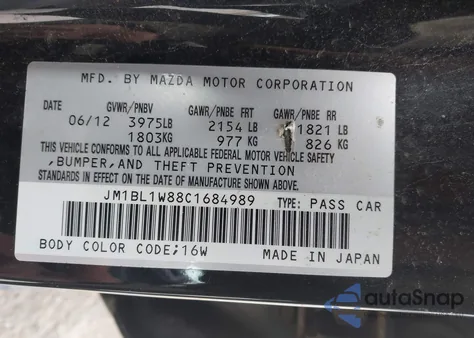 MFD. BY MAZDA MOTOR CORPORATION
DATE GVWR/PNBV GAWR/PNBE FRT GAWR/PNBE RR
06/12 3975LB 2154 LB 1821 LB
1803KG 977 KG 826 KG
THIS VEHICLE CONFORMS TO ALL APPLICABLE FEDERAL MOTOR VEHICLE SAFETY
,BUMPER,AND THEFT PREVENTION
STANDARDS IN EFFECT ON THE DATE OF MANUFACTURE SHOWN ABOVE.
JM1BL1W88C1684989 TYPE: PASS CAR
BODY COLOR CODE;16W MADE IN JAPAN
autoSnap